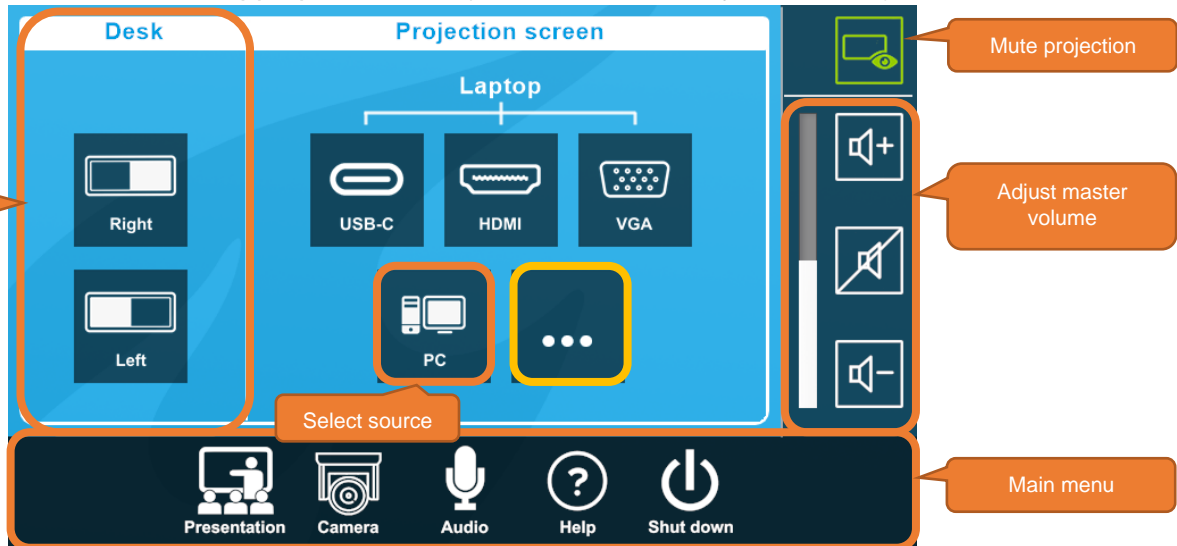 Desk
Projection screen
Mute projection
Laptop
Right
USB-C
HDMI
VGA
Adjust master
volume
Left
PC
Select source
Main menu
Presentation
Camera
Audio
Help
Shut down